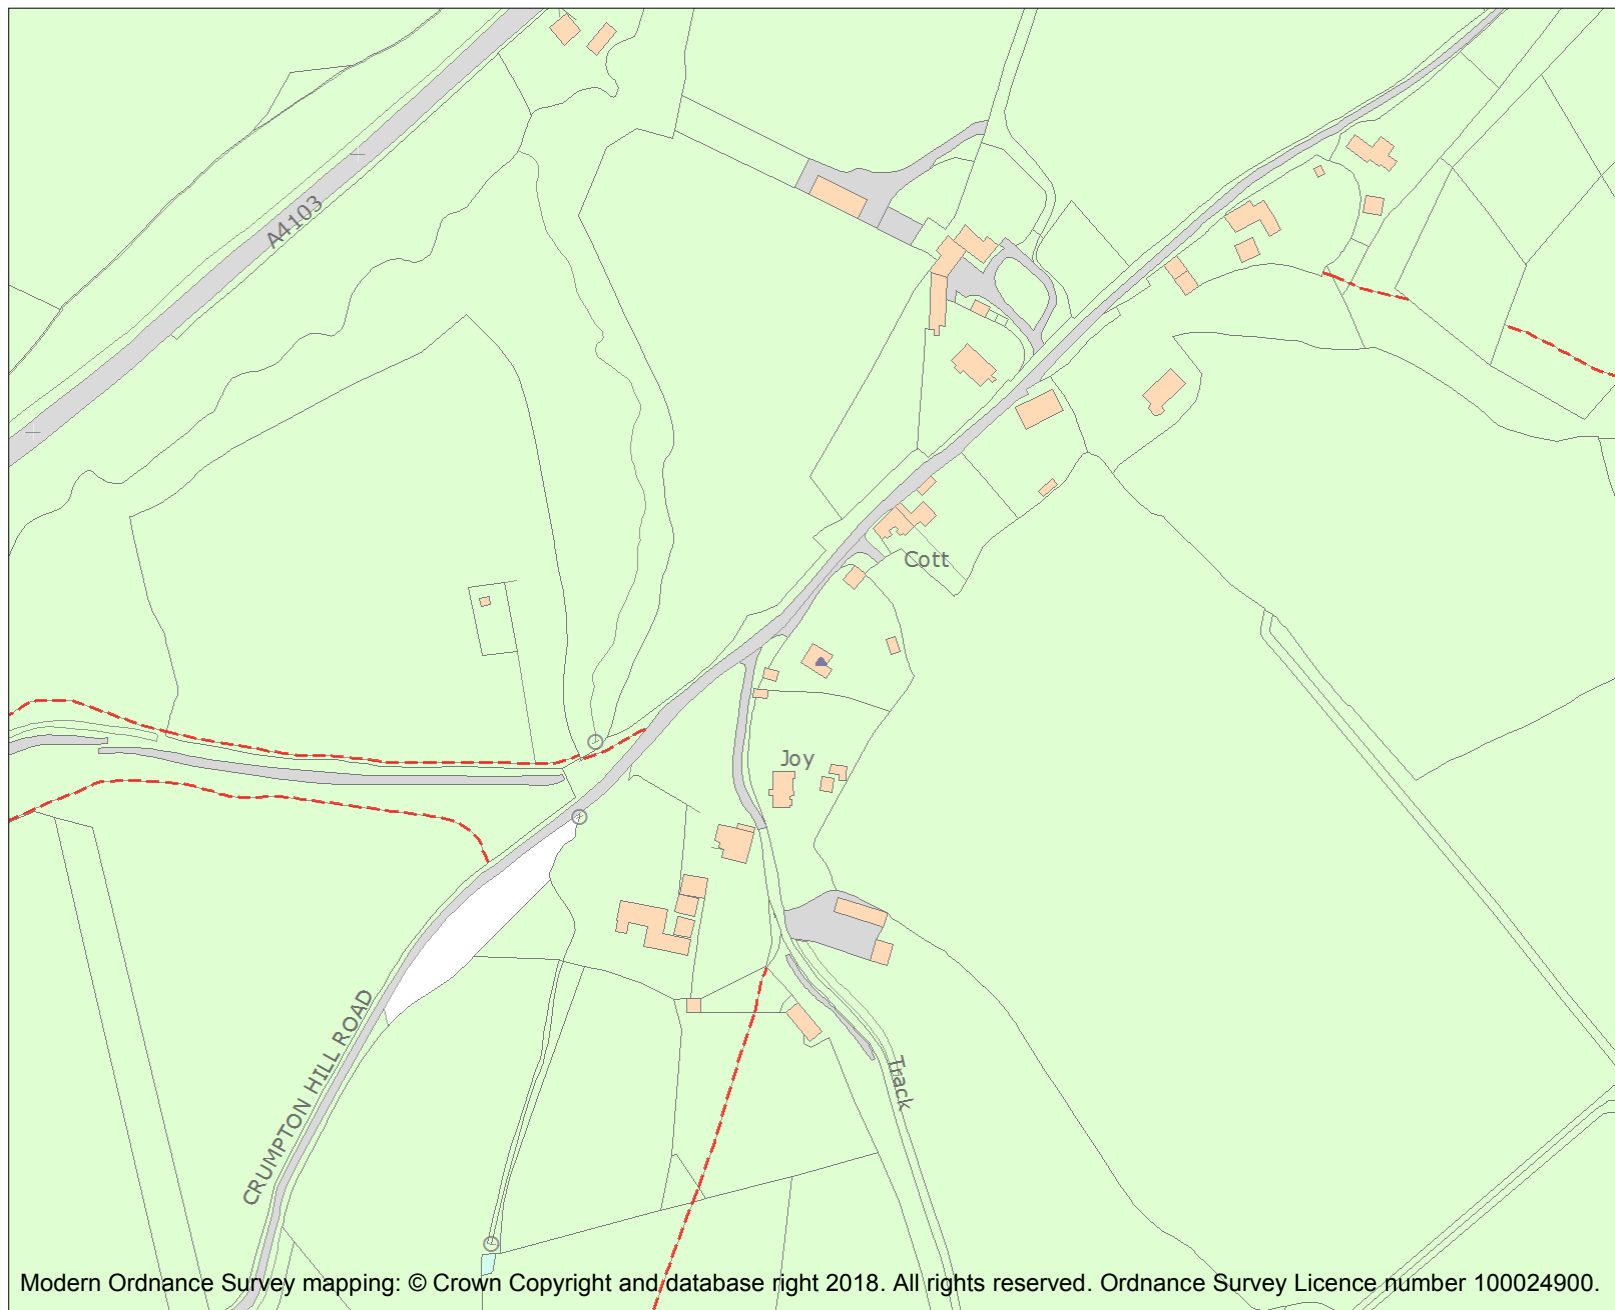 A4103
Cott
Joy
CRUMPTON HILL ROAD
Track
Modern Ordnance Survey mapping: © Crown Copyright and database right 2018. All rights reserved. Ordnance Survey Licence number 100024900.